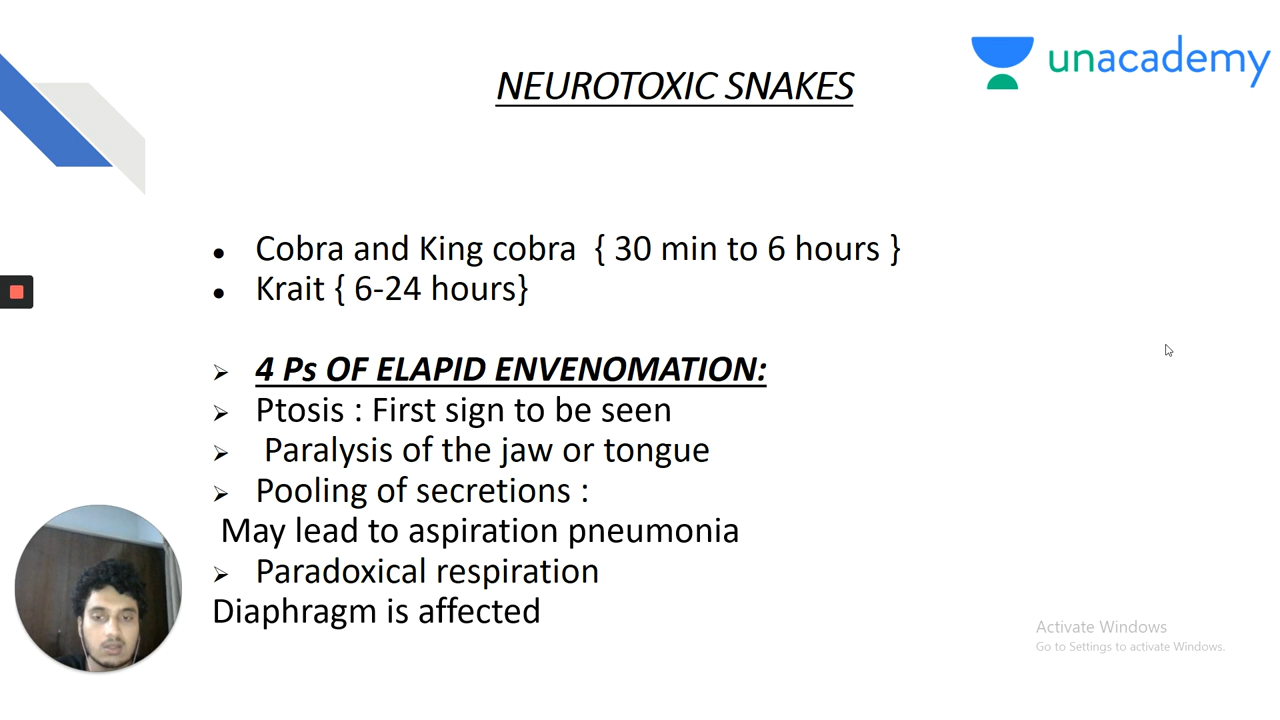 unacademy
NEUROTOXIC SNAKES
● Cobra and King cobra { 30 min to 6 hours }
● Krait { 6-24 hours}
➢ 4 Ps OF ELAPID ENVENOMATION:
➢ Ptosis : First sign to be seen
➢ Paralysis of the jaw or tongue
➢ Pooling of secretions :
May lead to aspiration pneumonia
➢ Paradoxical respiration
Diaphragm is affected
Activate Windows
Go to Settings to activate Windows.